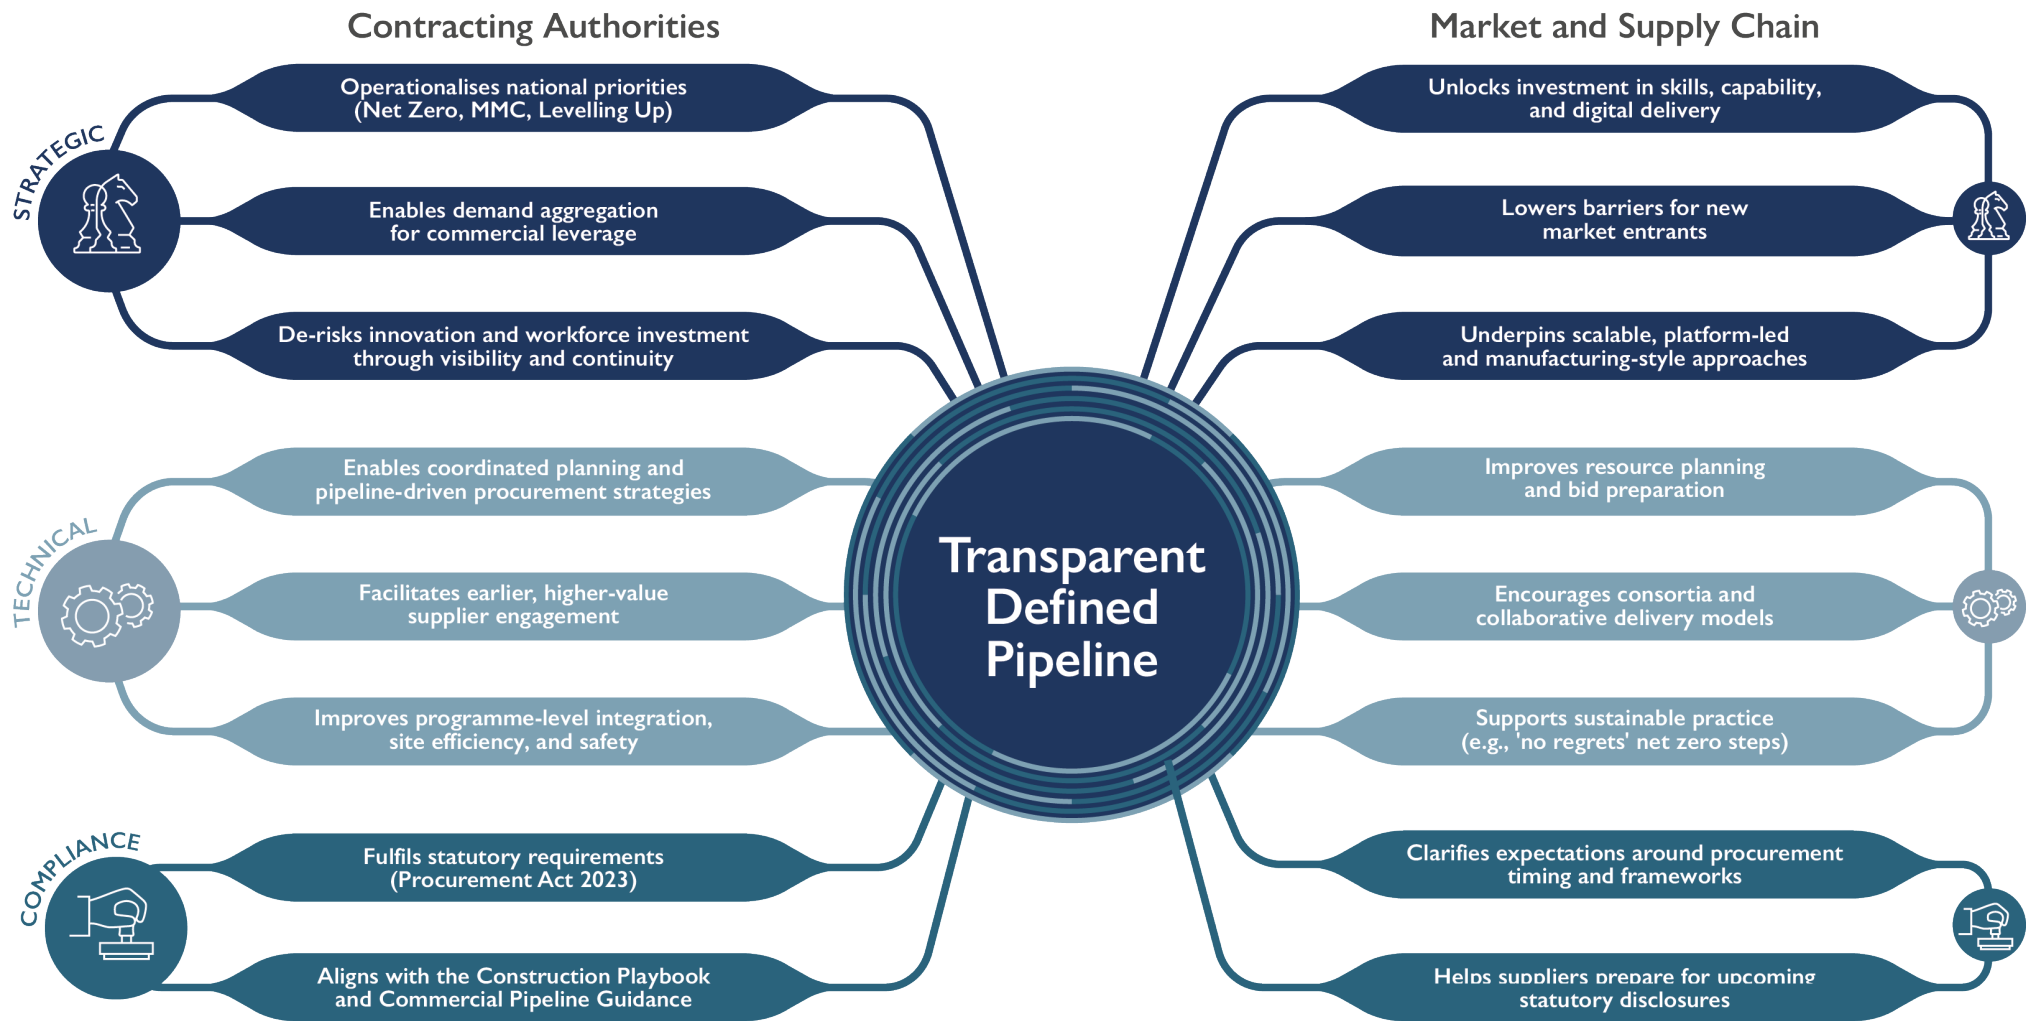 Contracting Authorities
Market and Supply Chain
STRATEGIC
Operationalises national priorities
(Net Zero, MMC, Levelling Up)
Enables demand aggregation
for commercial leverage
De-risks innovation and workforce investment
through visibility and continuity
Unlocks investment in skills, capability,
and digital delivery
Lowers barriers for new
market entrants
Underpins scalable, platform-led
and manufacturing-style approaches
Transparent
Defined
Pipeline
TECHNICAL
Enables coordinated planning and
pipeline-driven procurement strategies
Facilitates earlier, higher-value
supplier engagement
Improves programme-level integration,
site efficiency, and safety
Improves resource planning
and bid preparation
Encourages consortia and
collaborative delivery models
Supports sustainable practice
(e.g., 'no regrets' net zero steps)
COMPLIANCE
Fulfils statutory requirements
(Procurement Act 2023)
Aligns with the Construction Playbook
and Commercial Pipeline Guidance
Clarifies expectations around procurement
timing and frameworks
Helps suppliers prepare for upcoming
statutory disclosures